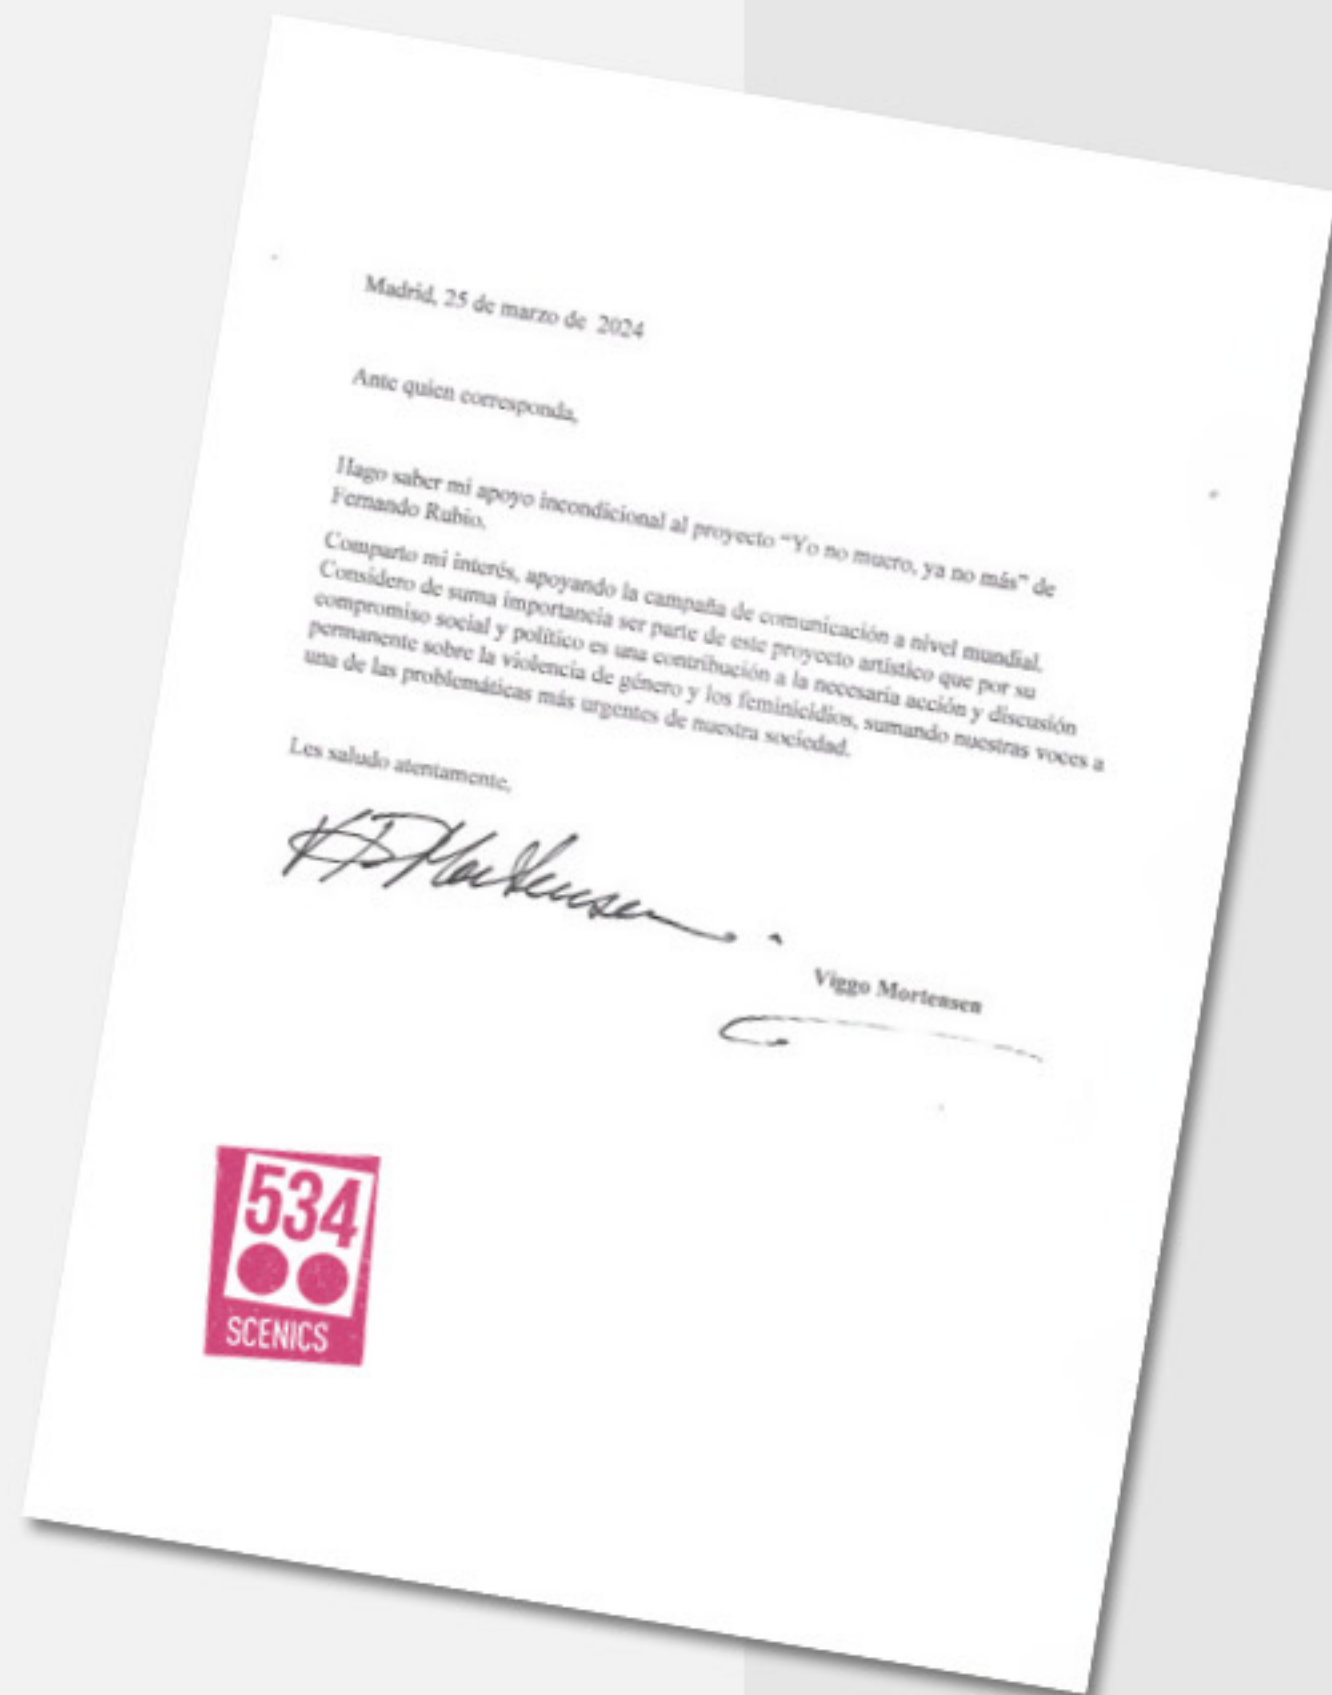 Madrid, 25 de marzo de 2024
Ante quien corresponda,
Hago saber mi apoyo incondicional al proyecto “Yo no muero, ya no más” de
Fernando Rubio.
Comparto mi interés, apoyando la campaña de comunicación a nivel mundial.
Considero de suma importancia ser parte de este proyecto artístico que por su
compromiso social y político es una contribución a la necesaria acción y discusión
permanente sobre la violencia de género y los feminicidios, sumando nuestras voces a
una de las problemáticas más urgentes de nuestra sociedad.
Les saludo atentamente,
Mortensen
Viggo Mortensen
534
SCENICS